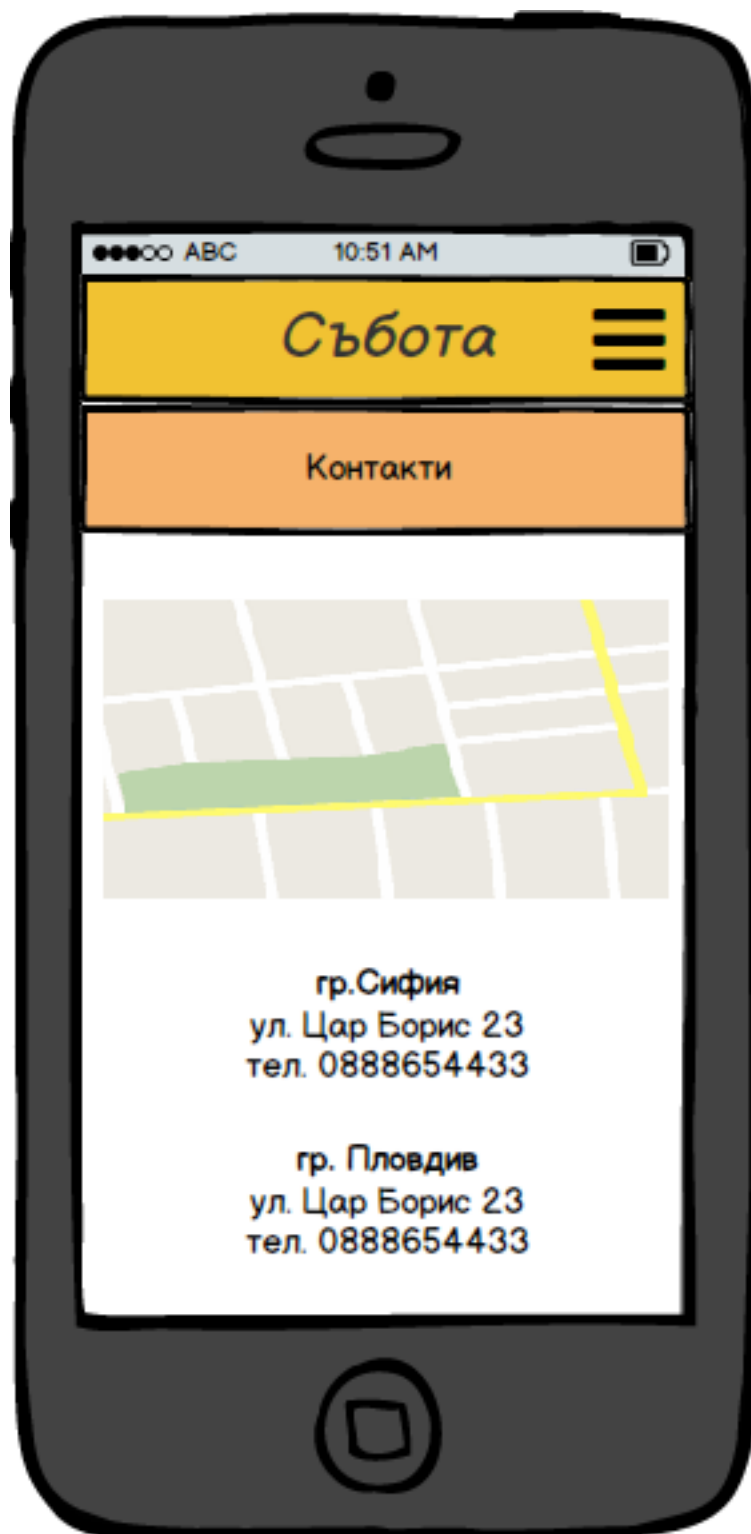 ABC 10:51 AM
Събота
Контакти
гр.Сифия
ул. Цар Борис 23
тел. 0888654433
гр. Пловдив
ул. Цар Борис 23
тел. 0888654433